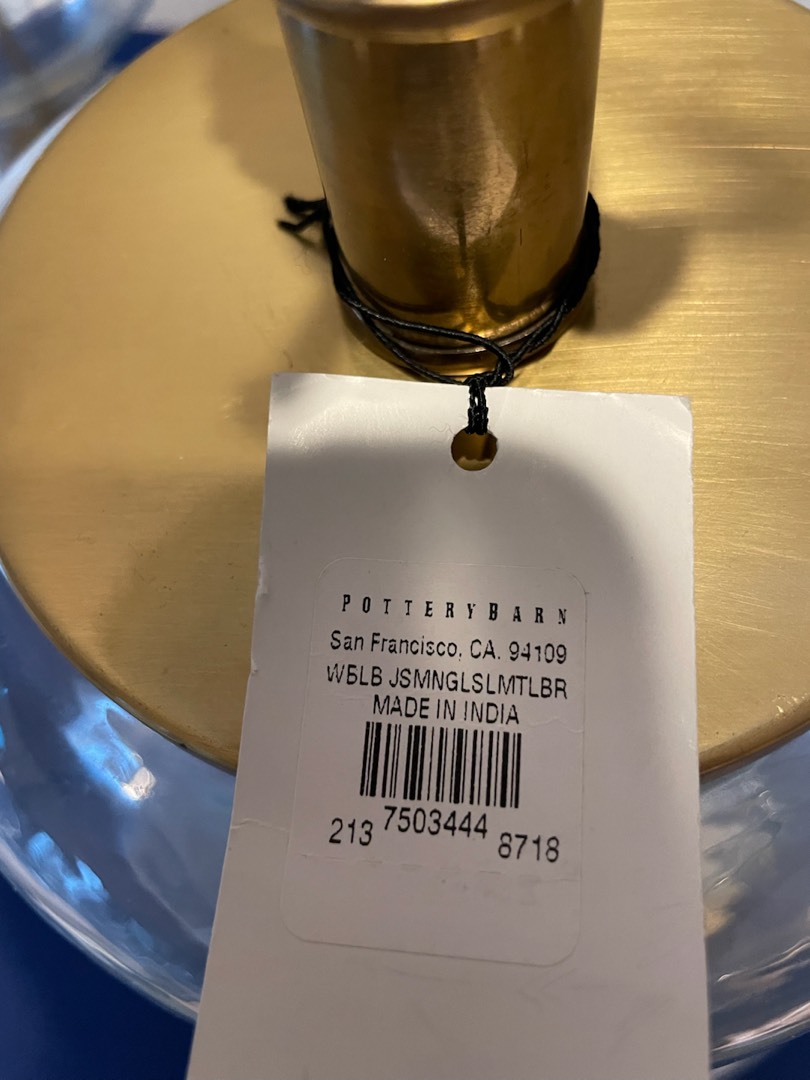 POTTERYBARN
San Francisco, CA. 94109
WBLB JSMNGLSLMTLBR
MADE IN INDIA
213 7503444 8718